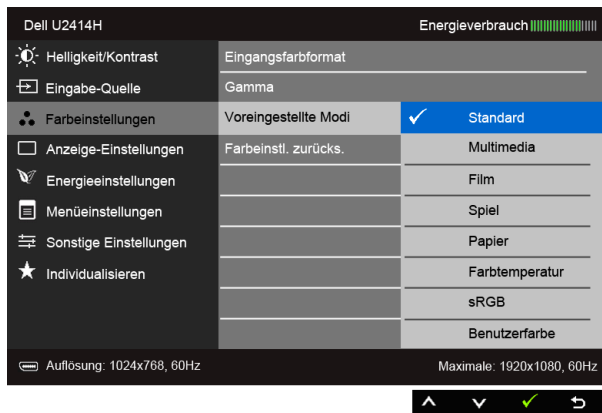 Dell U2414H Energieverbrauch
Helligkeit/Kontrast Eingangsfarbformat
Eingabe-Quelle Gamma
Farbeinstellungen Voreingestellte Modi Standard
Anzeige-Einstellungen Farbeinstl. zurücks. Multimedia
Energieeinstellungen Film
Menüeinstellungen Spiel
Sonstige Einstellungen Papier
Individualisieren Farbtemperatur
sRGB
Benutzerfarbe
Auflösung: 1024x768, 60Hz Maximale: 1920x1080, 60Hz